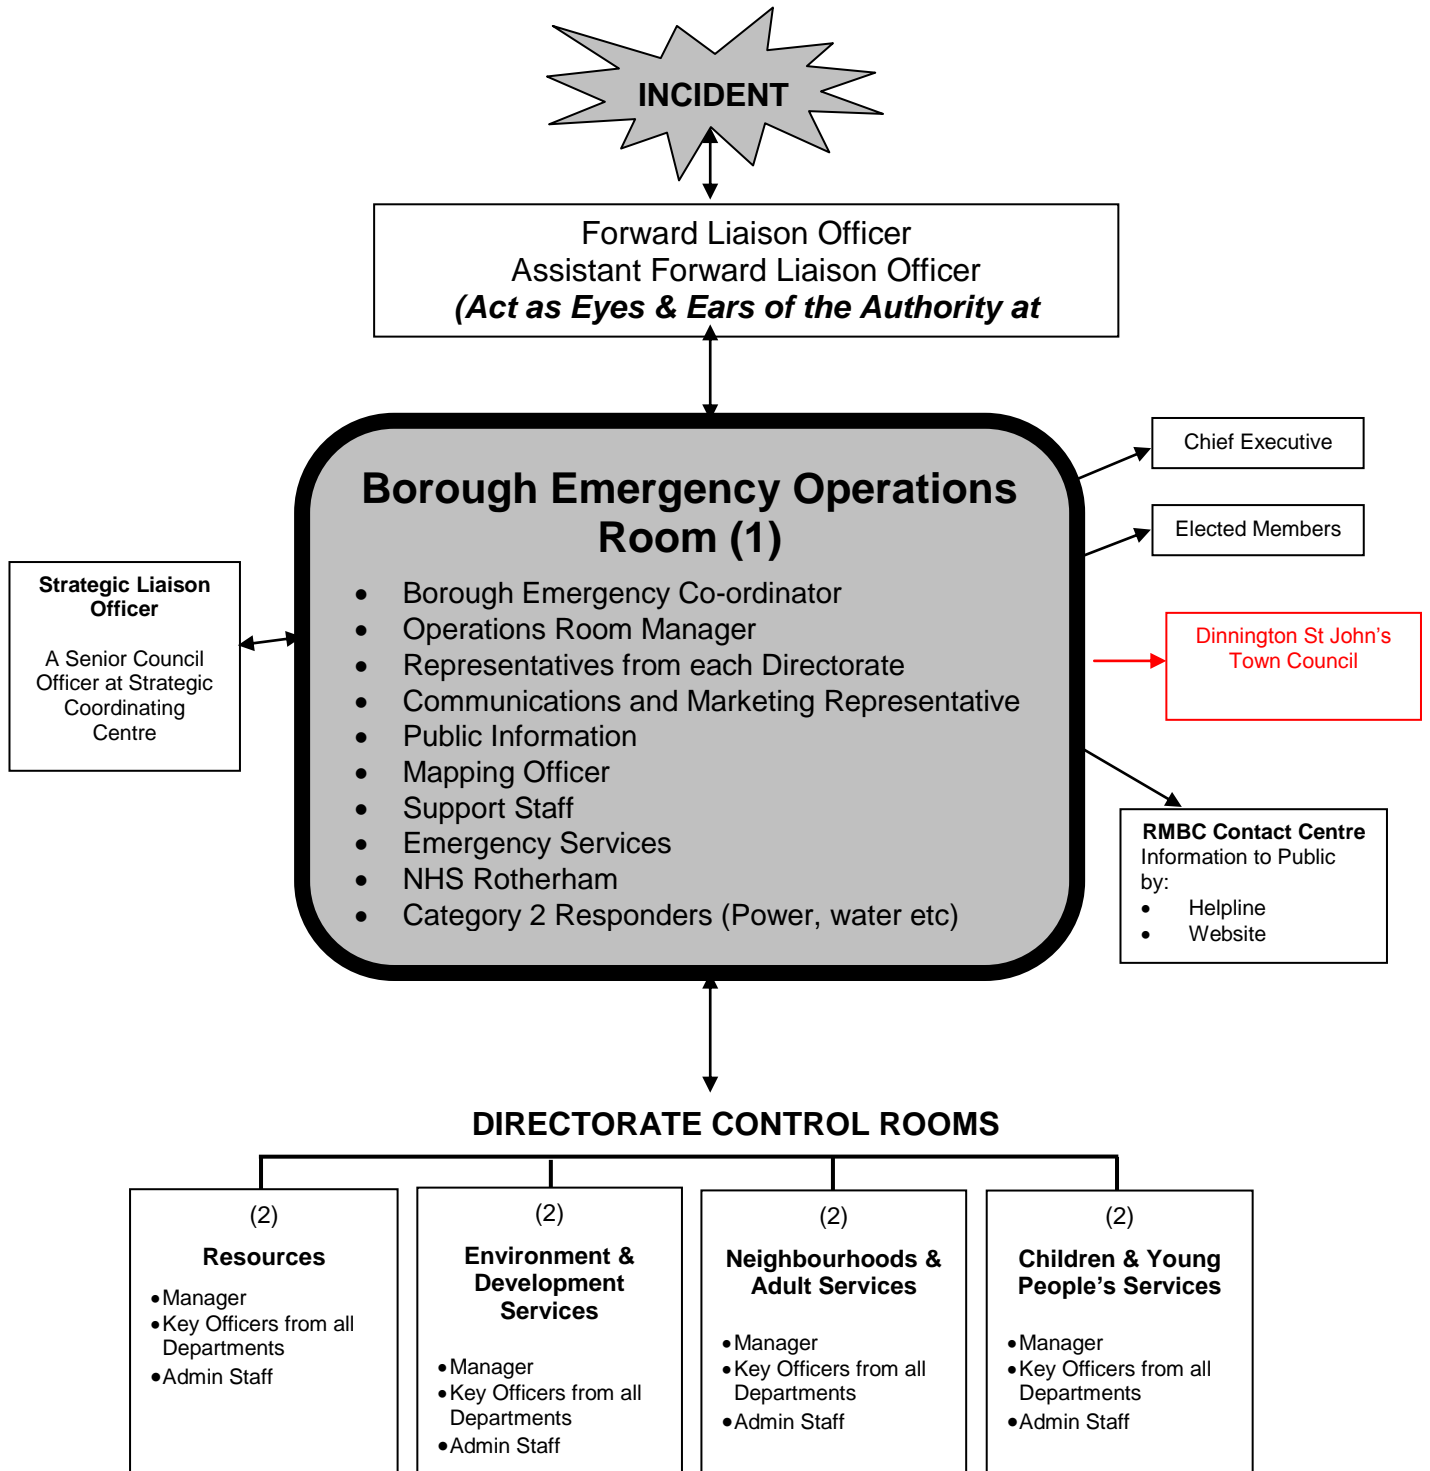 INCIDENT
Forward Liaison Officer
Assistant Forward Liaison Officer
(Act as Eyes & Ears of the Authority at
Borough Emergency Operations
Room (1)
• Borough Emergency Co-ordinator
• Operations Room Manager
• Representatives from each Directorate
• Communications and Marketing Representative
• Public Information
• Mapping Officer
• Support Staff
• Emergency Services
• NHS Rotherham
• Category 2 Responders (Power, water etc)
Strategic Liaison
Officer
A Senior Council
Officer at Strategic
Coordinating
Centre
Chief Executive
Elected Members
Dinnington St John’s
Town Council
RMBC Contact Centre
Information to Public
by:
• Helpline
• Website
DIRECTORATE CONTROL ROOMS
(2)
Resources
• Manager
• Key Officers from all
Departments
• Admin Staff
(2)
Environment &
Development
Services
• Manager
• Key Officers from all
Departments
• Admin Staff
(2)
Neighbourhoods &
Adult Services
• Manager
• Key Officers from all
Departments
• Admin Staff
(2)
Children & Young
People’s Services
• Manager
• Key Officers from all
Departments
• Admin Staff